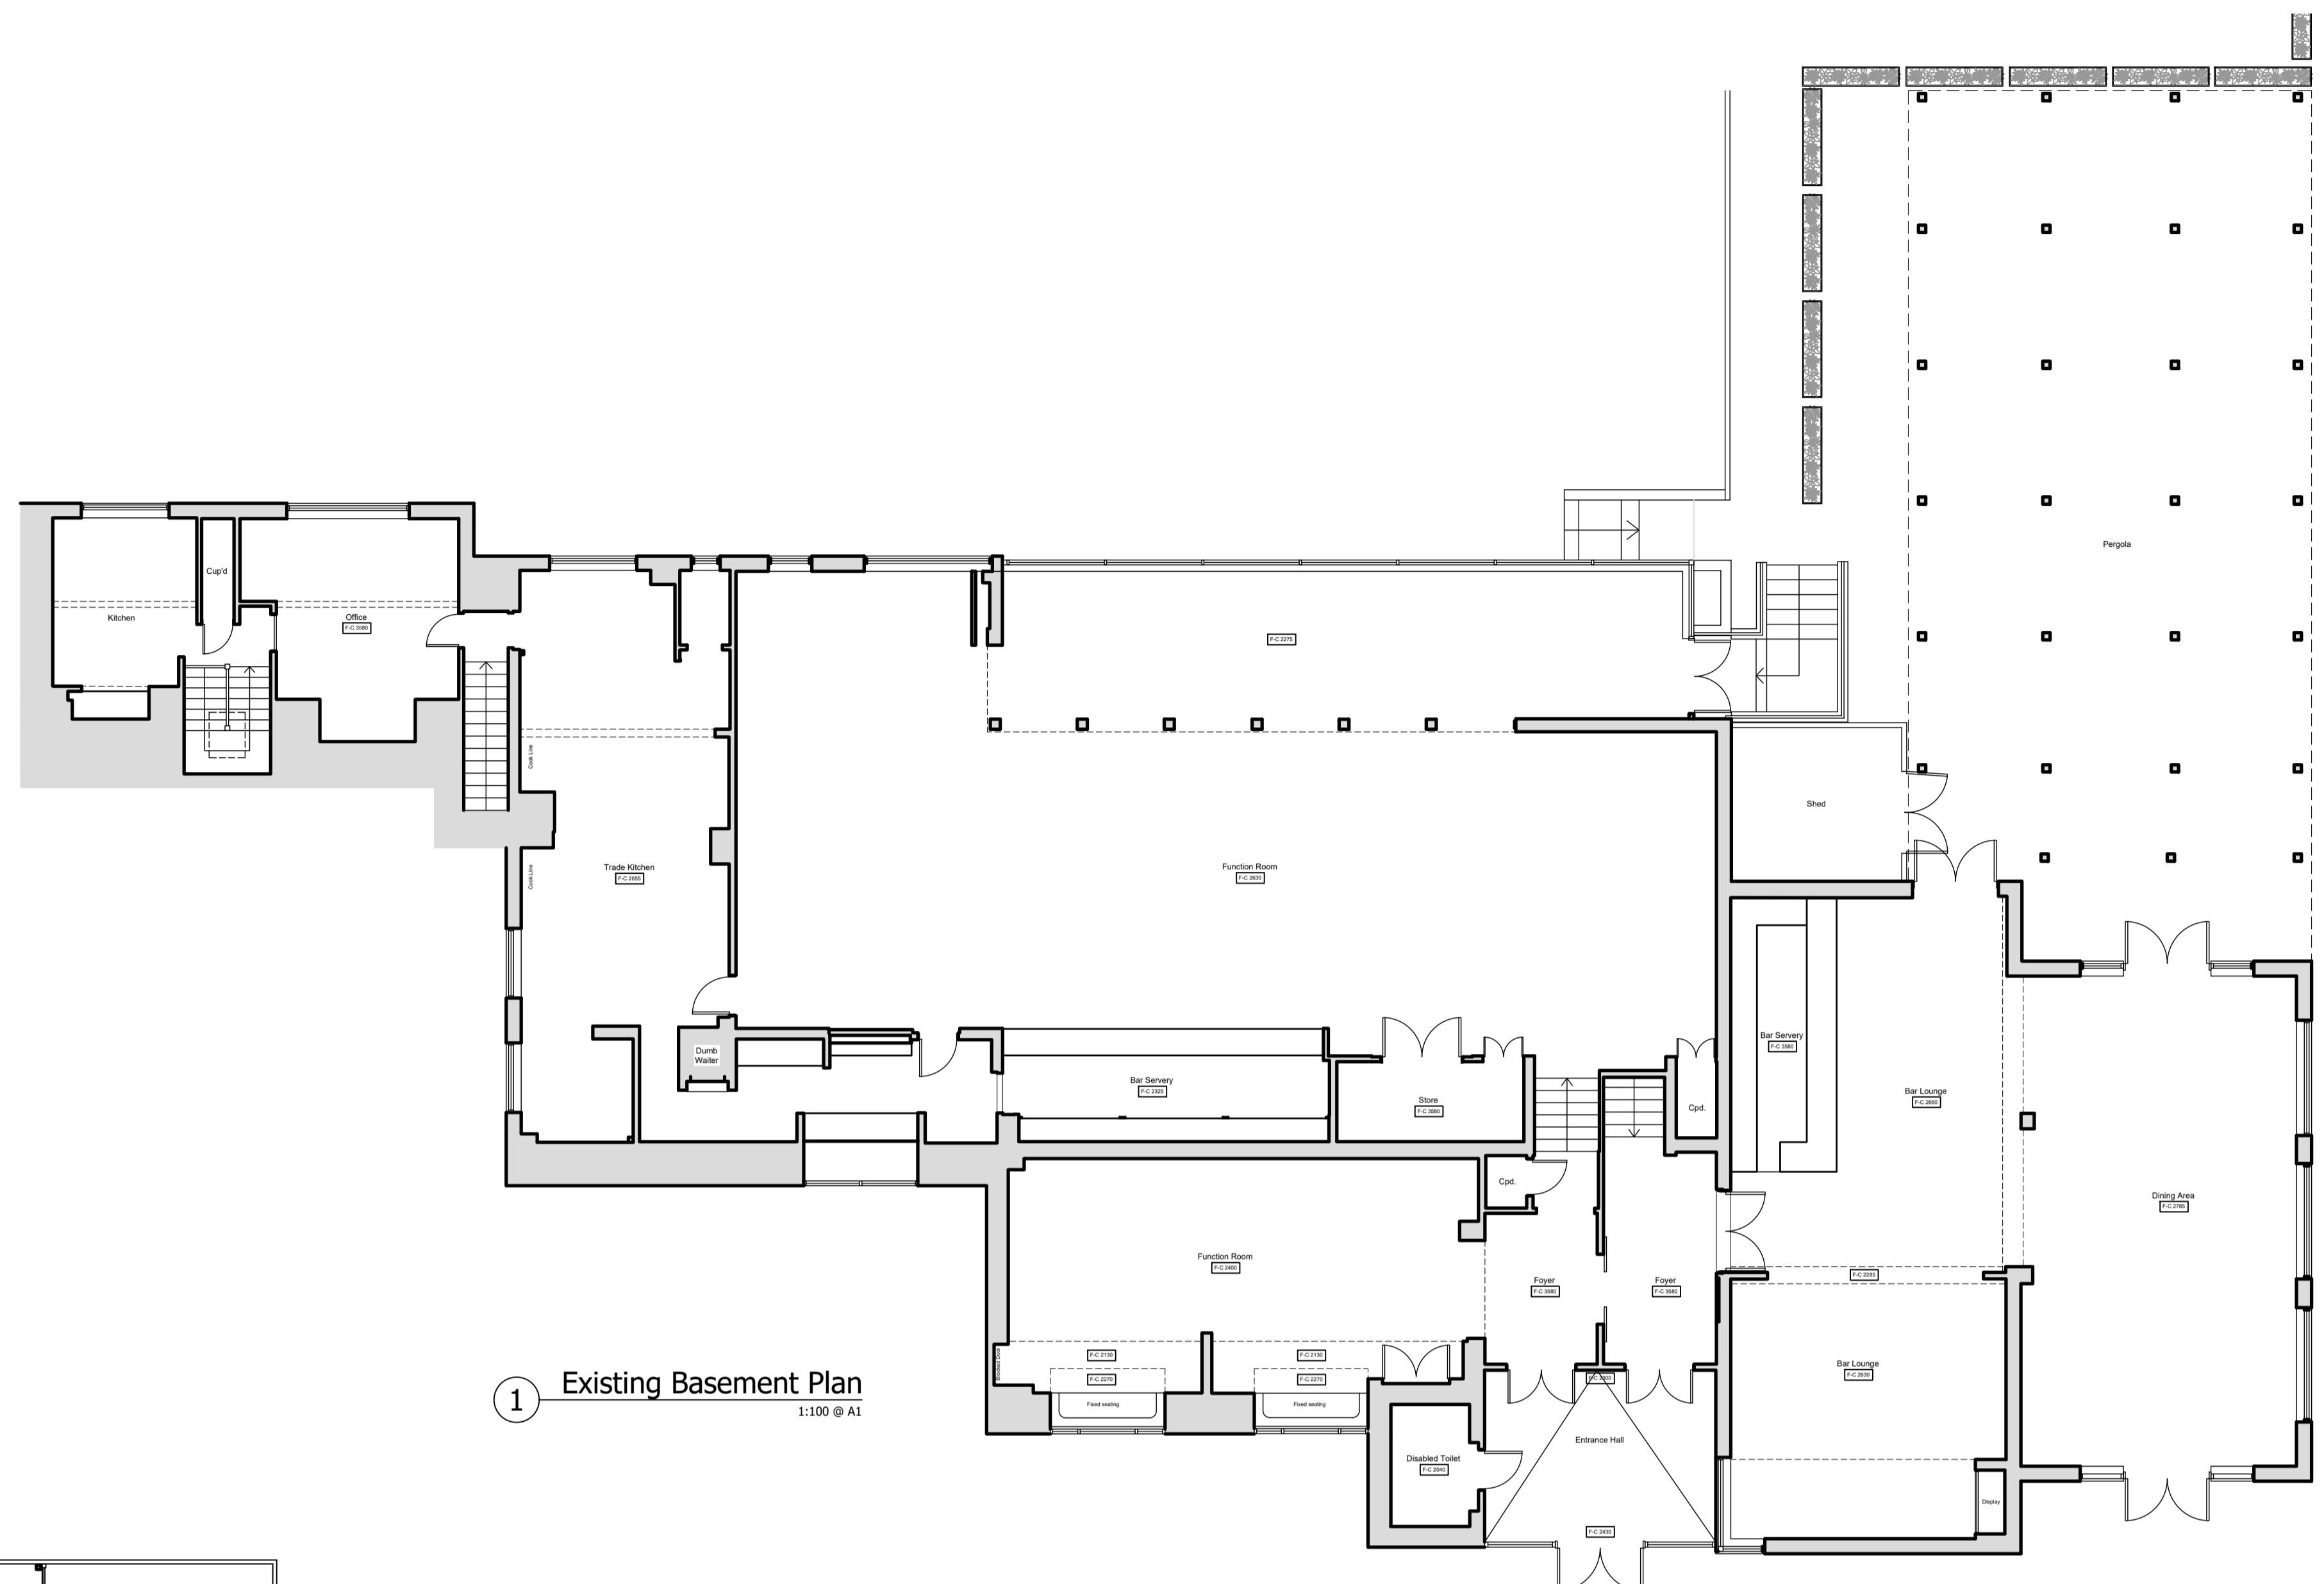 Pergola
Cup'd
Kitchen
Office
F-C 3580
F-C 2275
Cook Line
Shed
Trade Kitchen
F-C 2655
Cook Line
Function Room
F-C 2630
Dumb
Waiter
Bar Servery
F-C 2325
Store
F-C 3580
Cpd.
Bar Servery
F-C 3580
Bar Lounge
F-C 2660
Cpd.
Dining Area
F-C 2785
Function Room
F-C 2400
Foyer
F-C 3580
Foyer
F-C 3580
F-C 2285
Blocked Door
F-C 2130
F-C 2270
F-C 2130
F-C 2270
Fixed seating
Fixed seating
Bar Lounge
F-C 2630
Entrance Hall
Disabled Toilet
F-C 2040
Display
F-C 2430
1
Existing Basement Plan
1:100 @ A1